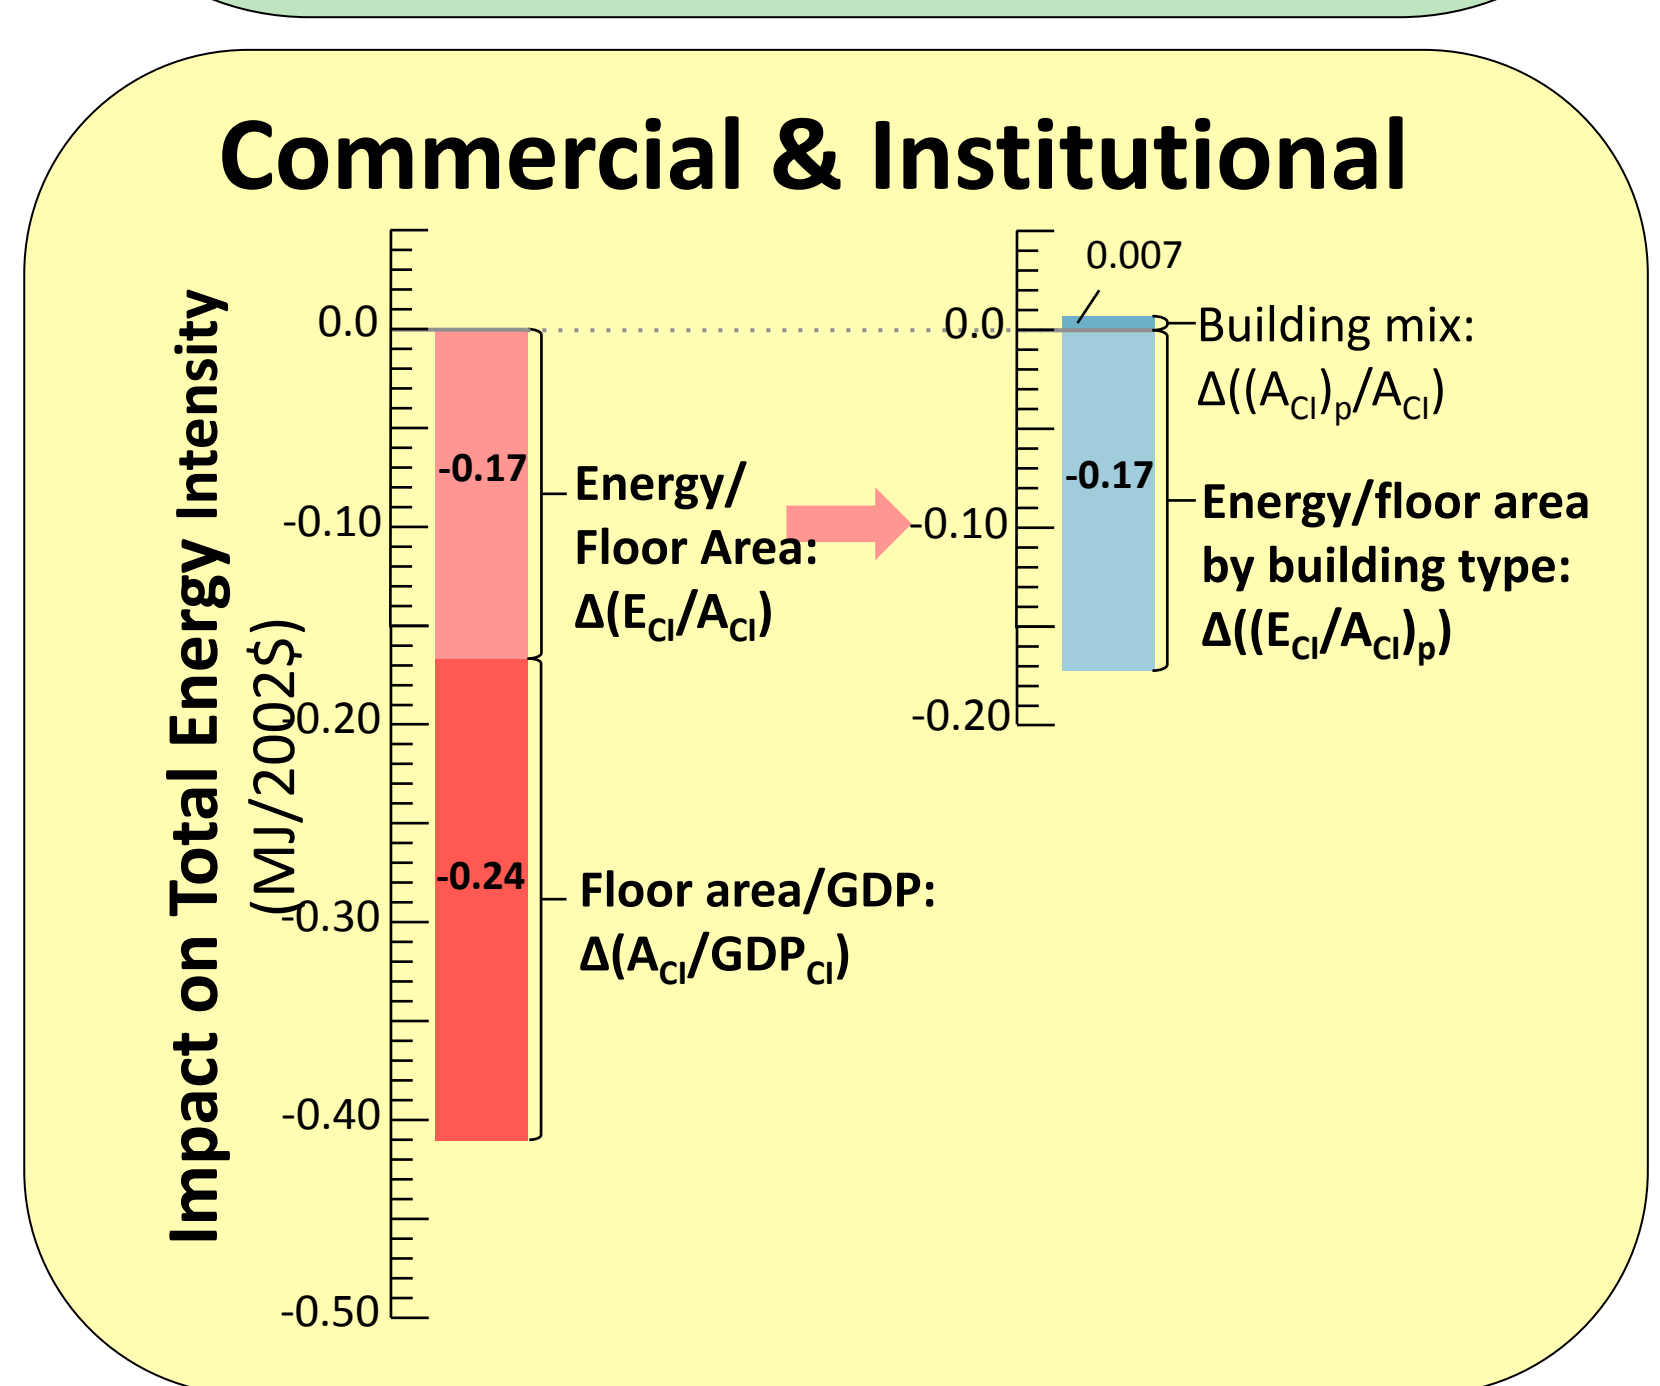 Commercial & Institutional
Impact on Total Energy Intensity
(MJ/2002$)
0.0
-0.10
-0.20
-0.30
-0.40
-0.50
-0.17
-0.24
Energy/
Floor Area:
Δ(E_CI/A_CI)
Floor area/GDP:
Δ(A_CI/GDP_CI)
0.0
-0.10
-0.20
0.007
-0.17
Building mix:
Δ((A_CI)_p/A_CI)
Energy/floor area
by building type:
Δ((E_CI/A_CI)_p)